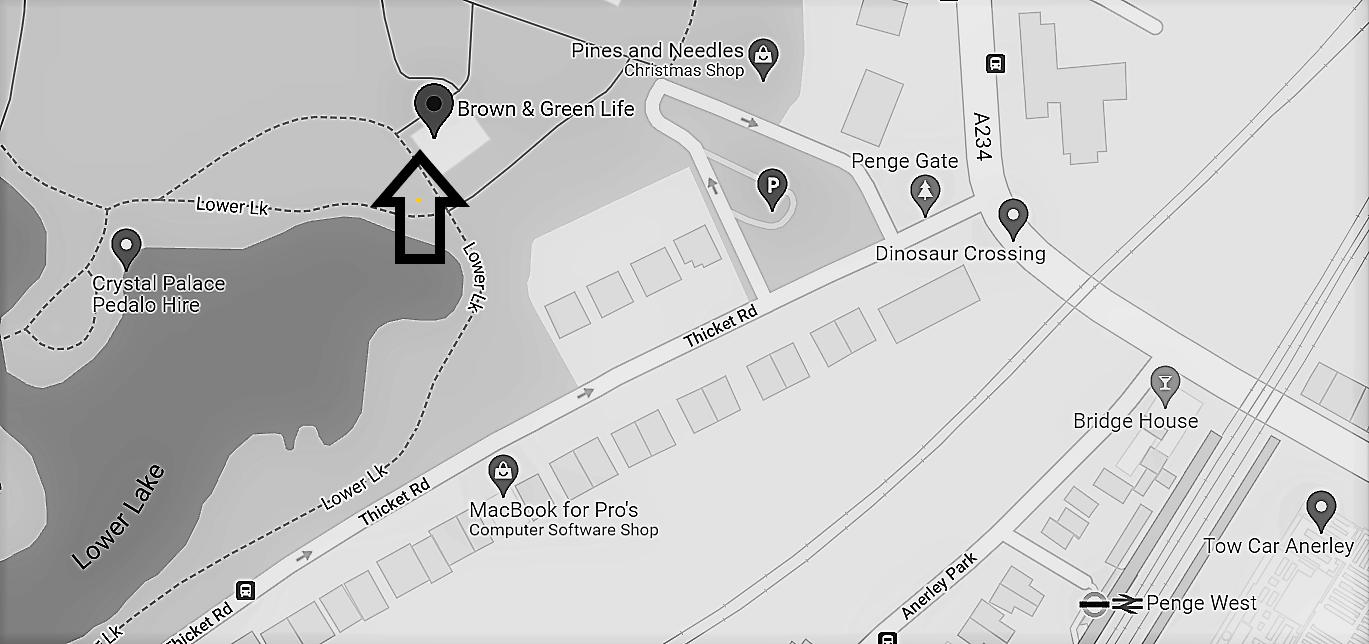 Pines and Needles
Christmas Shop
Brown & Green Life
A234
P
Penge Gate
Lower Lk
Dinosaur Crossing
Crystal Palace
Pedalo Hire
Lower Lk
Thicket Rd
Bridge House
Lower Lake
Lower Lk
Thicket Rd
MacBook for Pro's
Computer Software Shop
Tow Car Anerley
Anerley Park
Penge West
Thicket Rd
Lk